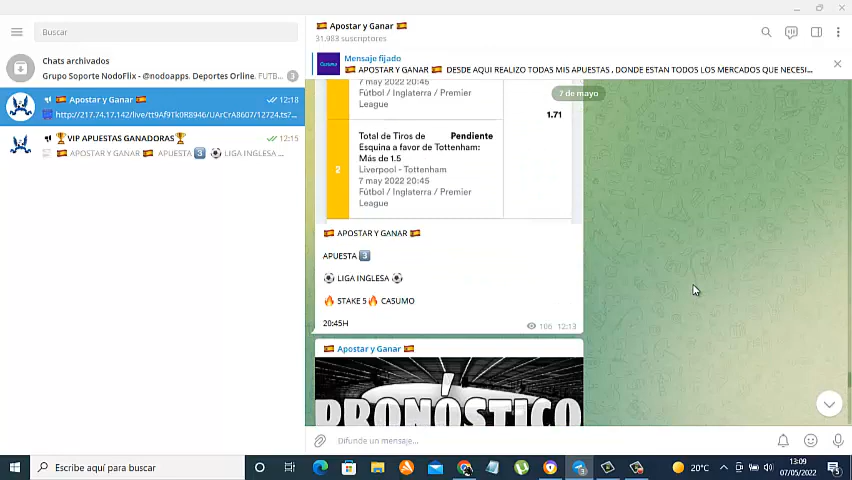 Buscar
Chats archivados
Grupo Soporte NodoFlix - @nodoapps. Deportes Online. FUTB...
3
Apostar y Ganar
12:18
http://217.74.17.142/live/tt9Af9Tk0R8946/UArCrA8607/12724.ts?...
VIP APUESTAS GANADORAS
12:15
APOSTAR Y GANAR APUESTA 3 LIGA INGLESA ...
Apostar y Ganar
31.983 suscriptores
Mensaje fijado
APOSTAR Y GANAR DESDE AQUI REALIZO TODAS MIS APUESTAS , DONDE ESTAN TODOS LOS MERCADOS QUE NECESI...
7 may 2022 20:45
Fútbol / Inglaterra / Premier
League
7 de mayo
1.71
2
Total de Tiros de
Esquina a favor de Tottenham:
Más de 1.5
Pendiente
Liverpool - Tottenham
7 may 2022 20:45
Fútbol / Inglaterra / Premier
League
APOSTAR Y GANAR
APUESTA 3
LIGA INGLESA
STAKE 5 CASUMO
20:45H
106 12:13
Apostar y Ganar
PRONÓSTICO
Difunde un mensaje...
Escribe aquí para buscar
20°C
13:09
07/05/2022
5